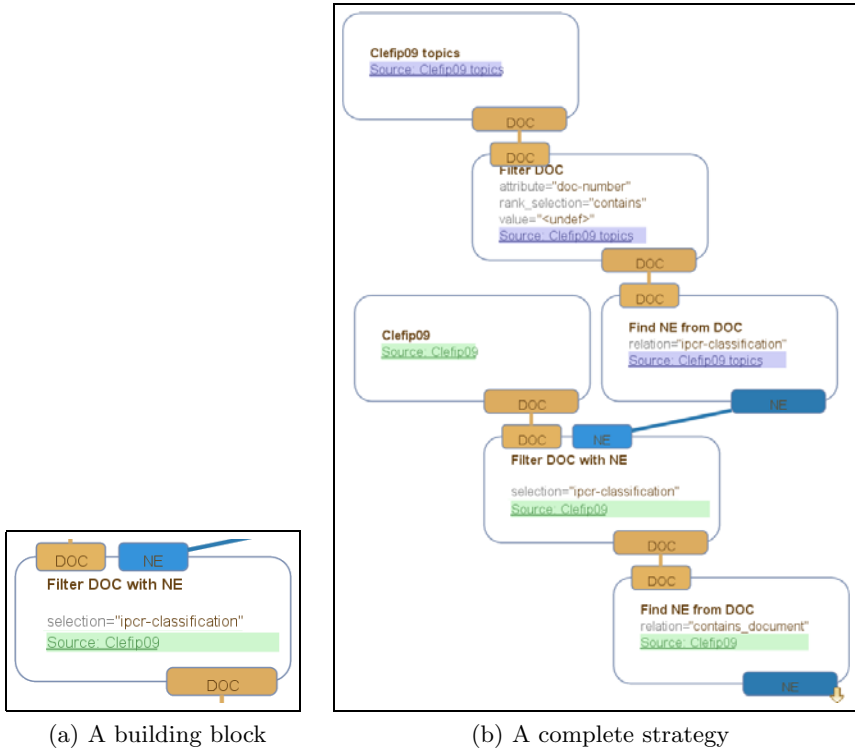 DOC NE
Filter DOC with NE
selection="ipcr-classification"
Source: Clefip09
DOC
(a) A building block
Clefip09 topics
Source: Clefip09 topics
DOC
DOC
Filter DOC
attribute="doc-number"
rank_selection="contains"
value="<undef>"
Source: Clefip09 topics
DOC
DOC
Find NE from DOC
relation="ipcr-classification"
Source: Clefip09 topics
NE
Clefip09
Source: Clefip09
DOC
DOC NE
Filter DOC with NE
selection="ipcr-classification"
Source: Clefip09
DOC
DOC
Find NE from DOC
relation="contains_document"
Source: Clefip09
NE
(b) A complete strategy